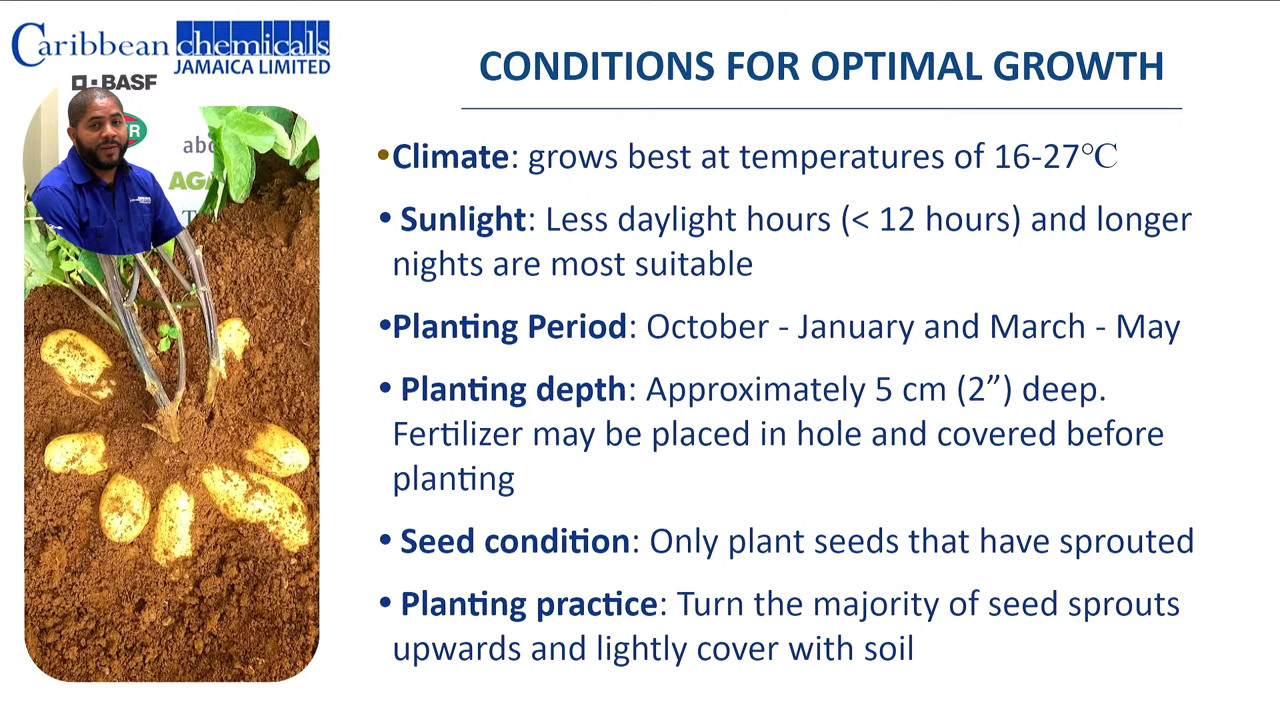 Caribbean chemicals
JAMAICA LIMITED
BASF
CONDITIONS FOR OPTIMAL GROWTH
•Climate: grows best at temperatures of 16-27℃
• Sunlight: Less daylight hours (< 12 hours) and longer
nights are most suitable
•Planting Period: October - January and March - May
• Planting depth: Approximately 5 cm (2”) deep.
Fertilizer may be placed in hole and covered before
planting
• Seed condition: Only plant seeds that have sprouted
• Planting practice: Turn the majority of seed sprouts
upwards and lightly cover with soil